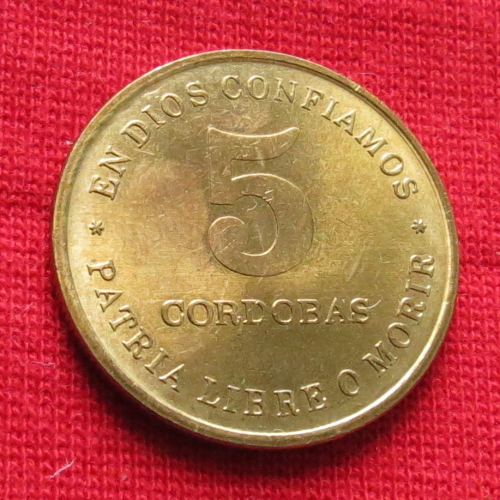 * EN DIOS CONFIAMOS *
5
CORDOBAS
PATRIA LIBRE O MORIR